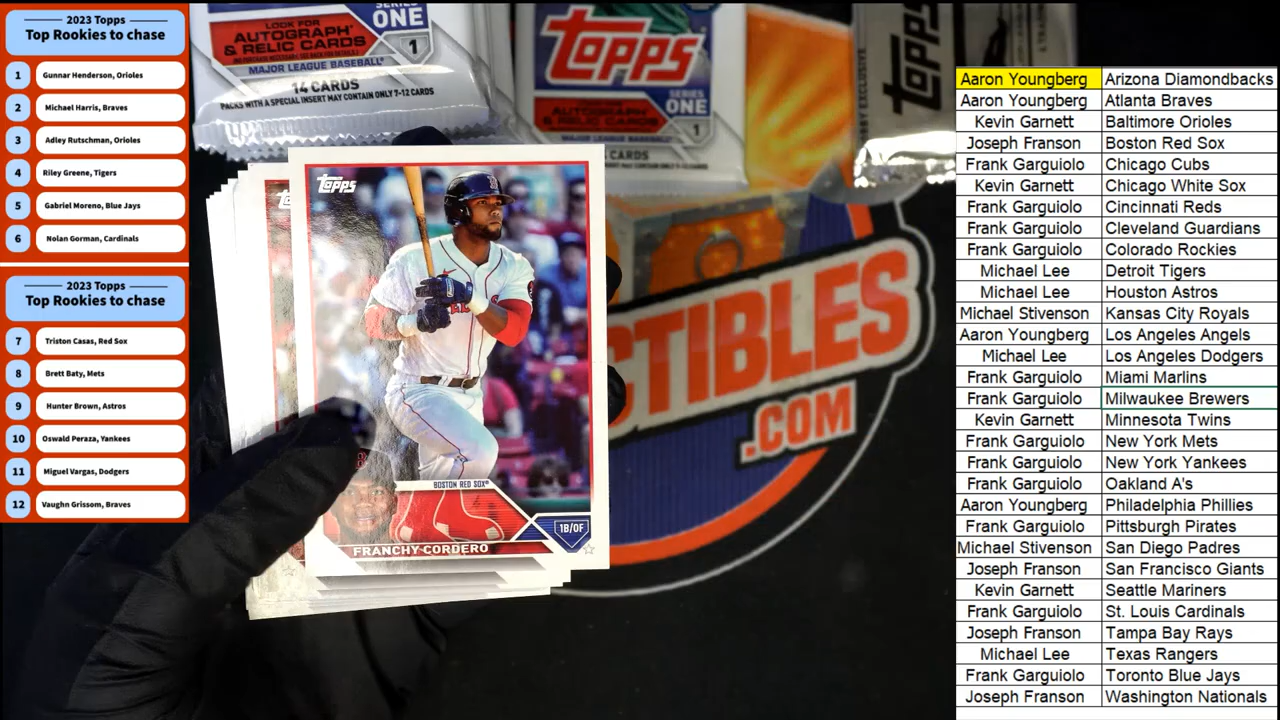 2023 Topps
Top Rookies to chase
1 Gunnar Henderson, Orioles
2 Michael Harris, Braves
3 Adley Rutschman, Orioles
4 Riley Greene, Tigers
5 Gabriel Moreno, Blue Jays
6 Nolan Gorman, Cardinals
2023 Topps
Top Rookies to chase
7 Triston Casas, Red Sox
8 Brett Baty, Mets
9 Hunter Brown, Astros
10 Oswald Peraza, Yankees
11 Miguel Vargas, Dodgers
12 Vaughn Grissom, Braves
SERIES
ONE
1
LOOK FOR
AUTOGRAPH
& RELIC CARDS
MAJOR LEAGUE BASEBALL
14 CARDS
PACKS WITH A SPECIAL INSERT MAY CONTAIN ONLY 7-12 CARDS
TOPPS
SERIES
ONE
1
AUTOGRAPH
& RELIC CARDS
MAJOR LEAGUE BASEBALL
CARDS
TOPPS
EXCLUSIVE
TOPPS
BOSTON RED SOX
1B/OF
FRANCHY CORDERO
CTIBLES
.COM
Aaron Youngberg Arizona Diamondbacks
Aaron Youngberg Atlanta Braves
Kevin Garnett Baltimore Orioles
Joseph Franson Boston Red Sox
Frank Garguiolo Chicago Cubs
Kevin Garnett Chicago White Sox
Frank Garguiolo Cincinnati Reds
Frank Garguiolo Cleveland Guardians
Frank Garguiolo Colorado Rockies
Michael Lee Detroit Tigers
Michael Lee Houston Astros
Michael Stivenson Kansas City Royals
Aaron Youngberg Los Angeles Angels
Michael Lee Los Angeles Dodgers
Frank Garguiolo Miami Marlins
Frank Garguiolo Milwaukee Brewers
Kevin Garnett Minnesota Twins
Frank Garguiolo New York Mets
Frank Garguiolo New York Yankees
Frank Garguiolo Oakland A's
Aaron Youngberg Philadelphia Phillies
Frank Garguiolo Pittsburgh Pirates
Michael Stivenson San Diego Padres
Joseph Franson San Francisco Giants
Kevin Garnett Seattle Mariners
Frank Garguiolo St. Louis Cardinals
Joseph Franson Tampa Bay Rays
Michael Lee Texas Rangers
Frank Garguiolo Toronto Blue Jays
Joseph Franson Washington Nationals